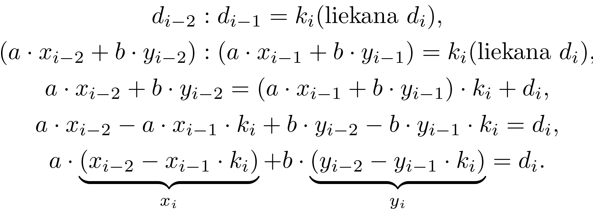 d_{i−2} : d_{i−1} = k_i(liekana d_i),
(a · x_{i−2} + b · y_{i−2}) : (a · x_{i−1} + b · y_{i−1}) = k_i(liekana d_i),
a · x_{i−2} + b · y_{i−2} = (a · x_{i−1} + b · y_{i−1}) · k_i + d_i,
a · x_{i−2} − a · x_{i−1} · k_i + b · y_{i−2} − b · y_{i−1} · k_i = d_i,
a · (x_{i−2} − x_{i−1} · k_i) + b · (y_{i−2} − y_{i−1} · k_i) = d_i.
x_i y_i